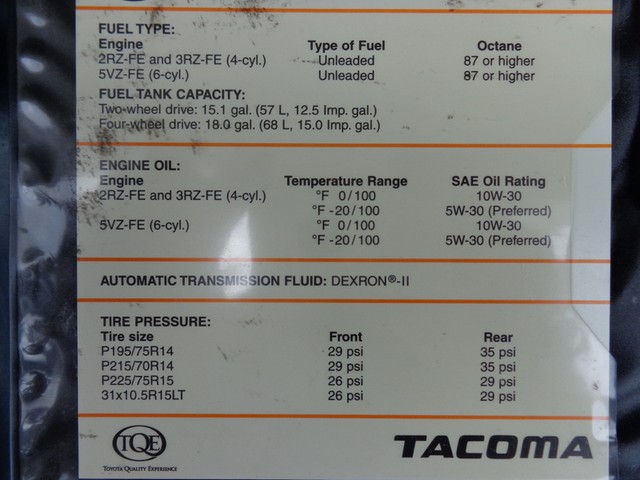 FUEL TYPE:
Engine Type of Fuel Octane
2RZ-FE and 3RZ-FE (4-cyl.) Unleaded 87 or higher
5VZ-FE (6-cyl.) Unleaded 87 or higher
FUEL TANK CAPACITY:
Two-wheel drive: 15.1 gal. (57 L, 12.5 Imp. gal.)
Four-wheel drive: 18.0 gal. (68 L, 15.0 Imp. gal.)
ENGINE OIL:
Engine Temperature Range SAE Oil Rating
2RZ-FE and 3RZ-FE (4-cyl.) °F 0/100 10W-30
°F -20/100 5W-30 (Preferred)
5VZ-FE (6-cyl.) °F 0/100 10W-30
°F -20/100 5W-30 (Preferred)
AUTOMATIC TRANSMISSION FLUID: DEXRON®-II
TIRE PRESSURE:
Tire size Front Rear
P195/75R14 29 psi 35 psi
P215/70R14 29 psi 35 psi
P225/75R15 26 psi 29 psi
31x10.5R15LT 26 psi 29 psi
TQE
TOYOTA QUALITY EXPERIENCE
TACOMA